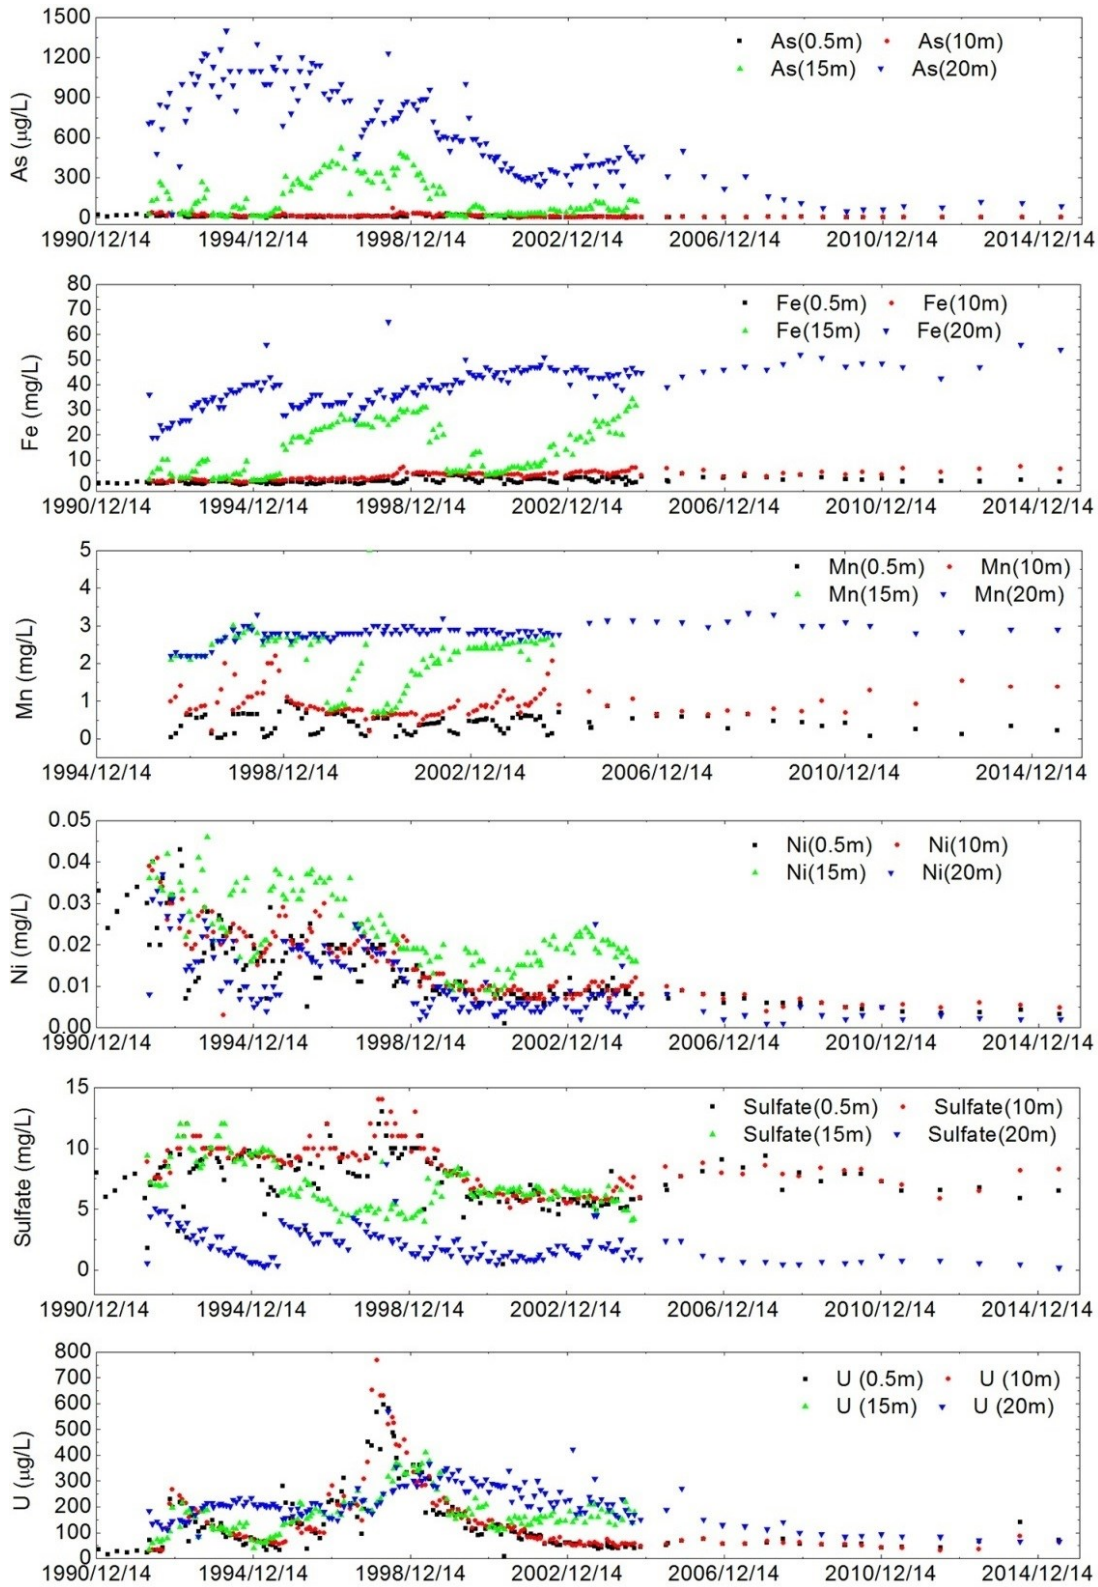 1500
As(0.5m) As(10m)
1200
As(15m) As(20m)
900
As (µg/L)
600
300
0
1990/12/14 1994/12/14 1998/12/14 2002/12/14 2006/12/14 2010/12/14 2014/12/14
80
Fe(0.5m) Fe(10m)
70
Fe(15m) Fe(20m)
60
50
40
Fe (mg/L)
30
20
10
0
1990/12/14 1994/12/14 1998/12/14 2002/12/14 2006/12/14 2010/12/14 2014/12/14
5
Mn(0.5m) Mn(10m)
4
Mn(15m) Mn(20m)
3
Mn (mg/L)
2
1
0
1994/12/14 1998/12/14 2002/12/14 2006/12/14 2010/12/14 2014/12/14
0.05
Ni(0.5m) Ni(10m)
0.04
Ni(15m) Ni(20m)
0.03
Ni (mg/L)
0.02
0.01
0.00
1990/12/14 1994/12/14 1998/12/14 2002/12/14 2006/12/14 2010/12/14 2014/12/14
15
Sulfate(0.5m) Sulfate(10m)
Sulfate(15m) Sulfate(20m)
10
Sulfate (mg/L)
5
0
1990/12/14 1994/12/14 1998/12/14 2002/12/14 2006/12/14 2010/12/14 2014/12/14
800
U (0.5m) U (10m)
700
U (15m) U (20m)
600
500
U (µg/L)
400
300
200
100
0
1990/12/14 1994/12/14 1998/12/14 2002/12/14 2006/12/14 2010/12/14 2014/12/14